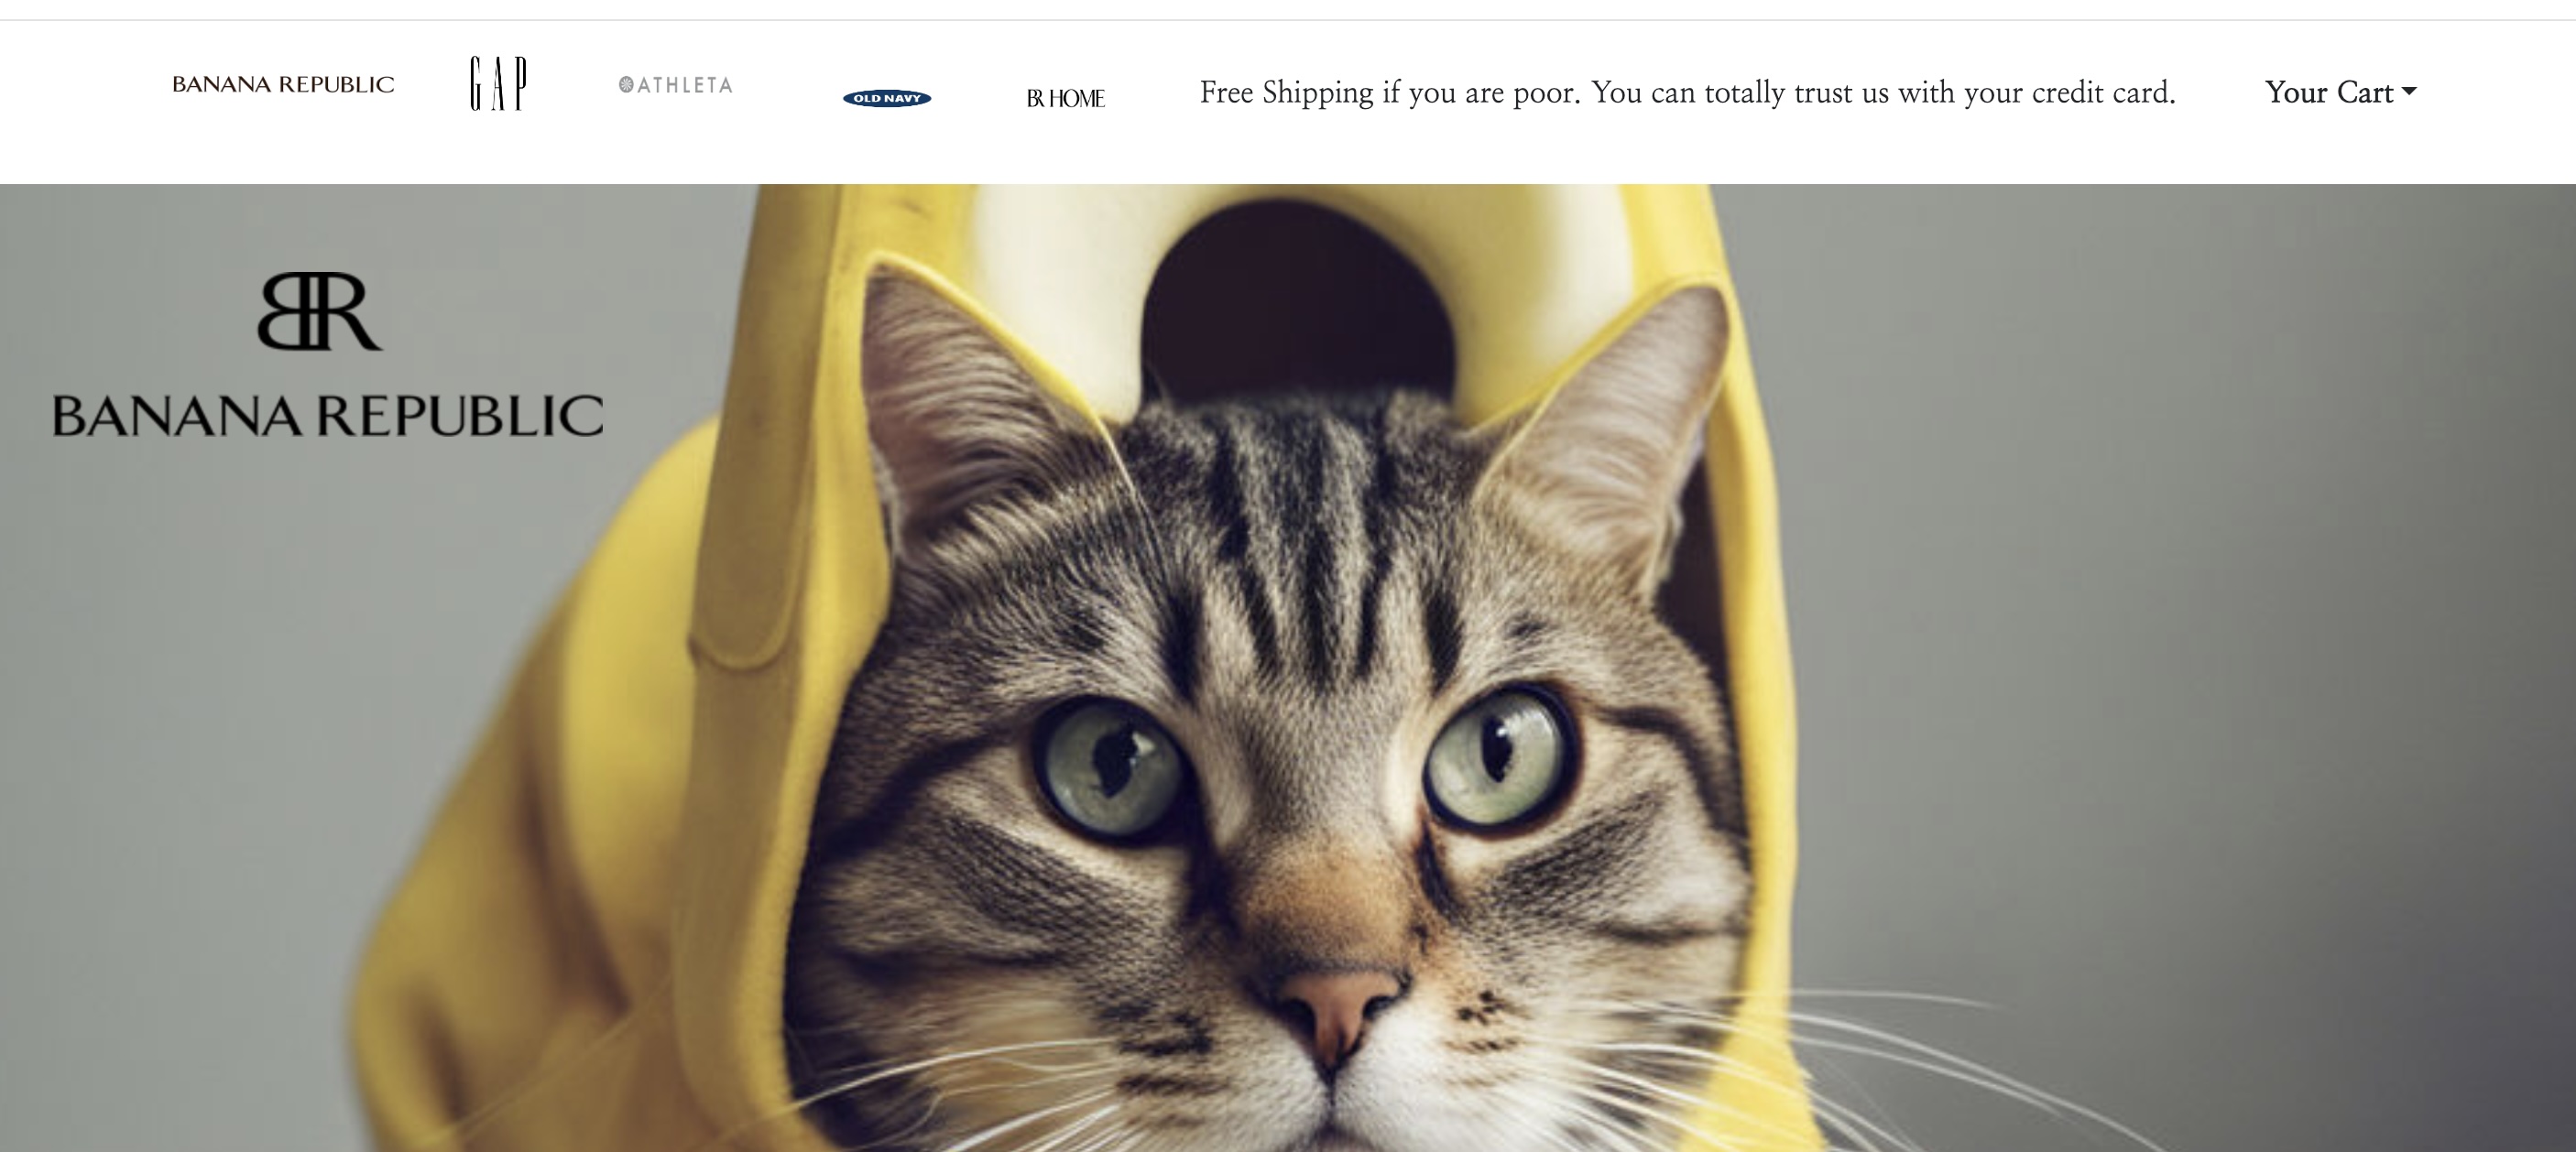 BANANA REPUBLIC
GAP
ATHLETA
OLD NAVY
BR HOME
Free Shipping if you are poor. You can totally trust us with your credit card.
Your Cart
BR
BANANA REPUBLIC